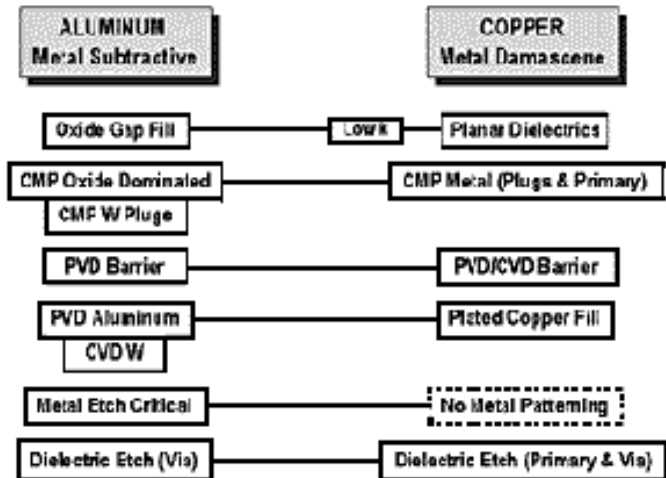 ALUMINUM
Metal Subtractive
COPPER
Metal Damascene
Oxide Gap Fill
Low k
Planar Dielectrics
CMP Oxide Dominated
CMP Metal (Plugs & Primary)
CMP W Plugs
PVD Barrier
PVD/CVD Barrier
PVD Aluminum
Plated Copper Fill
CVD W
Metal Etch Critical
No Metal Patterning
Dielectric Etch (Via)
Dielectric Etch (Primary & Via)